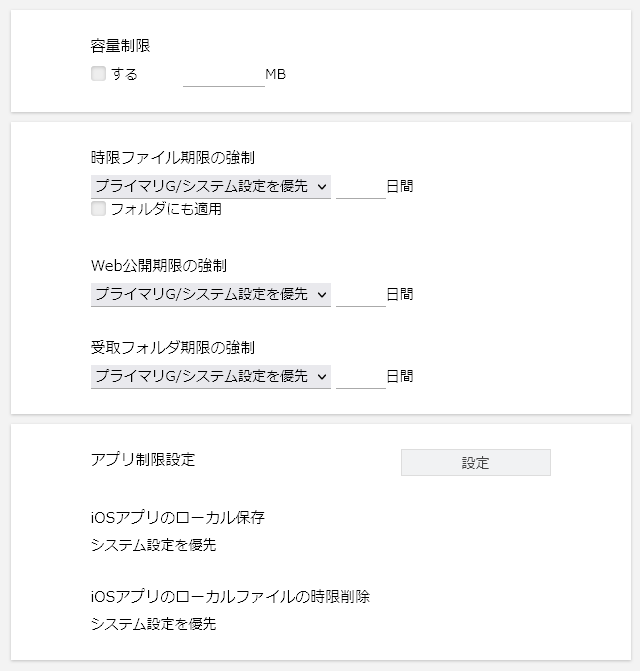 容量制限
する MB
時限ファイル期限の強制
プライマリG/システム設定を優先 日間
フォルダにも適用
Web公開期限の強制
プライマリG/システム設定を優先 日間
受取フォルダ期限の強制
プライマリG/システム設定を優先 日間
アプリ制限設定 設定
iOSアプリのローカル保存
システム設定を優先
iOSアプリのローカルファイルの時限削除
システム設定を優先